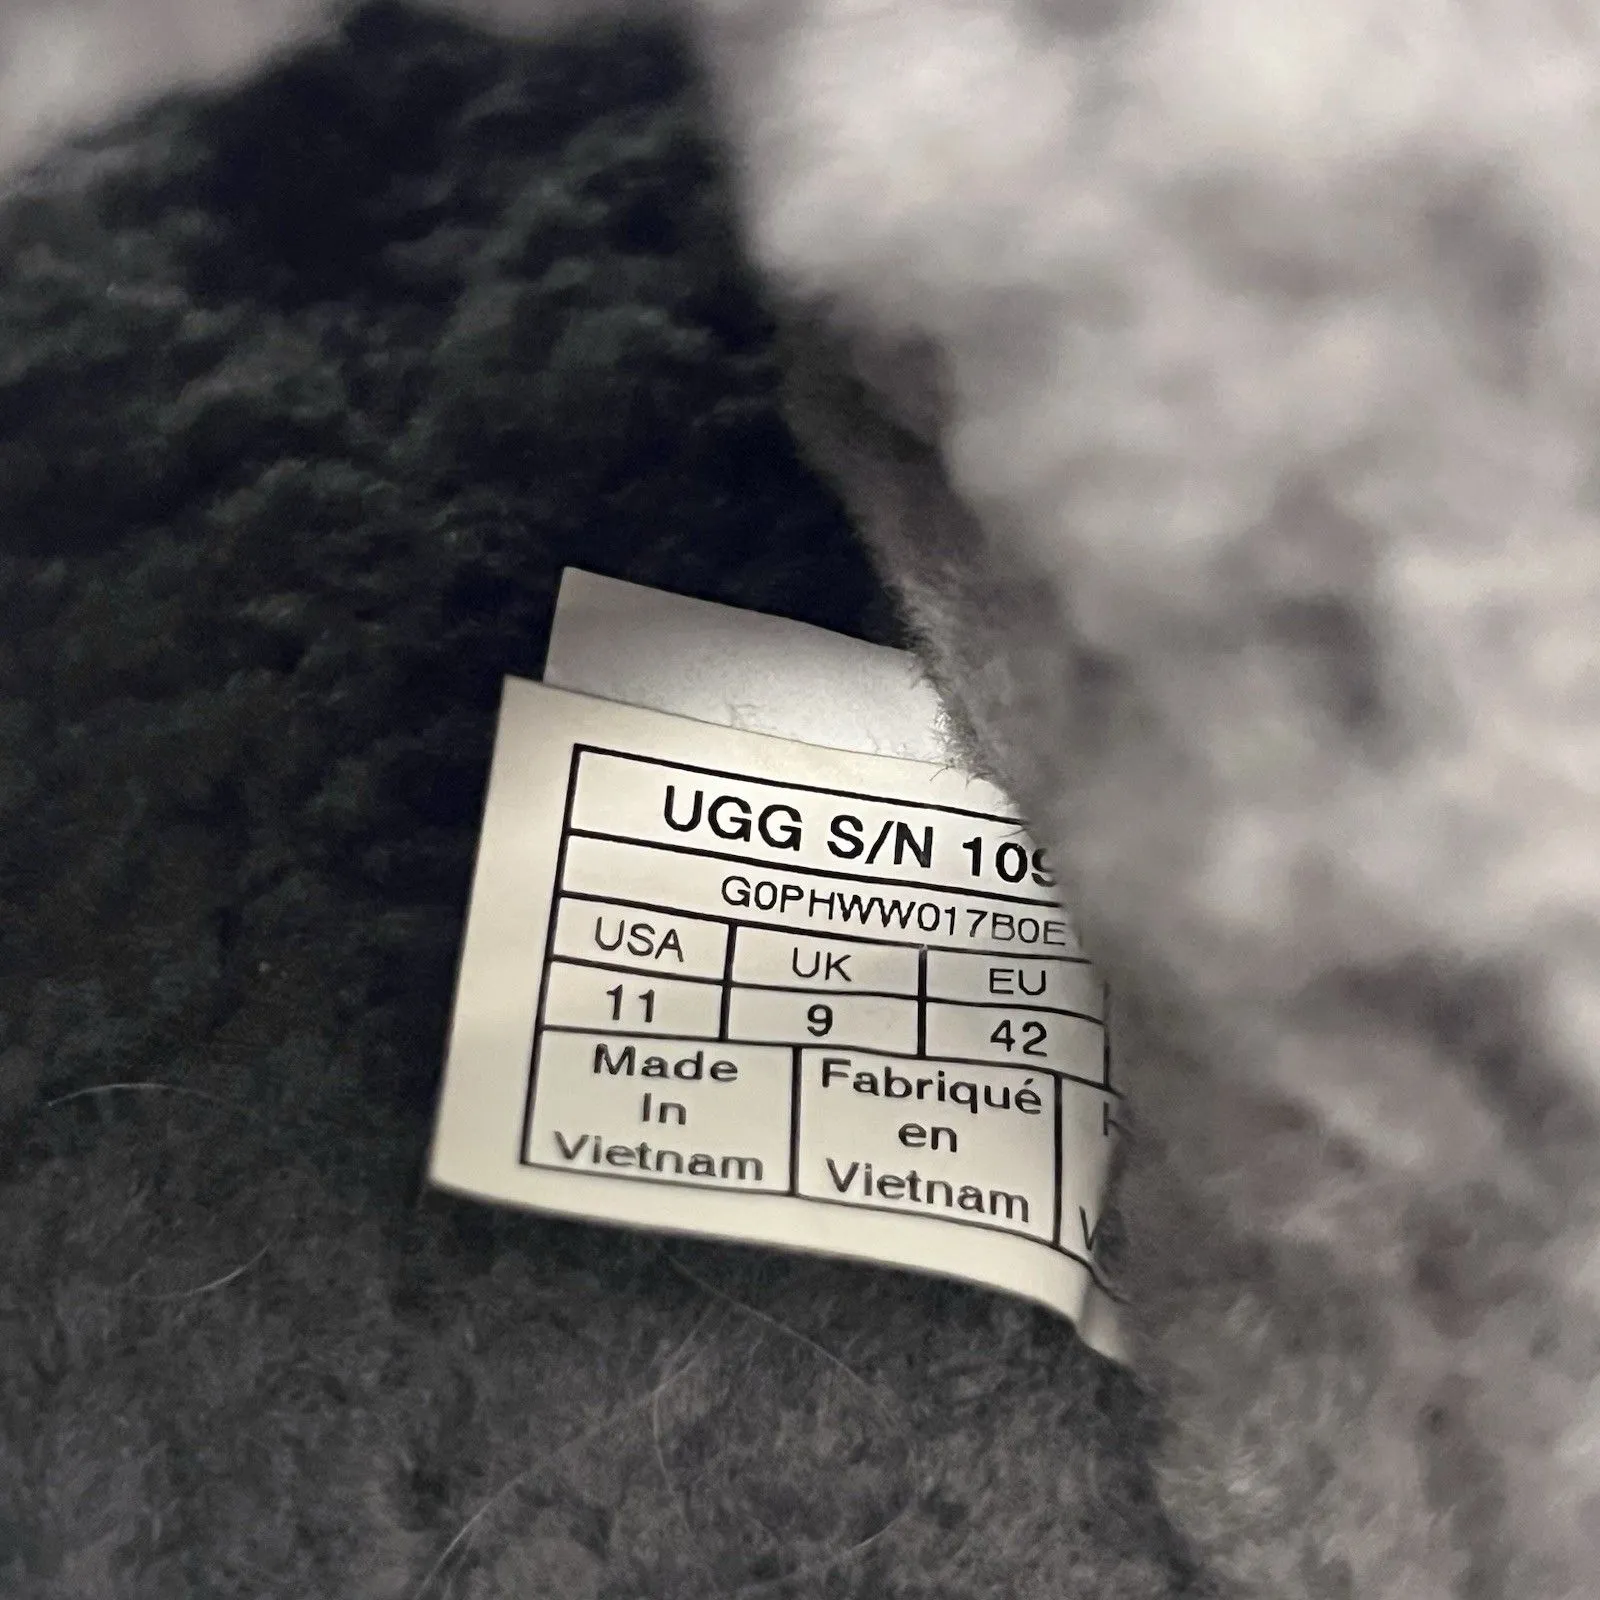 UGG S/N 109
G0PHWW017B0E
USA UK EU
11 9 42
Made Fabriqué
In en
Vietnam Vietnam